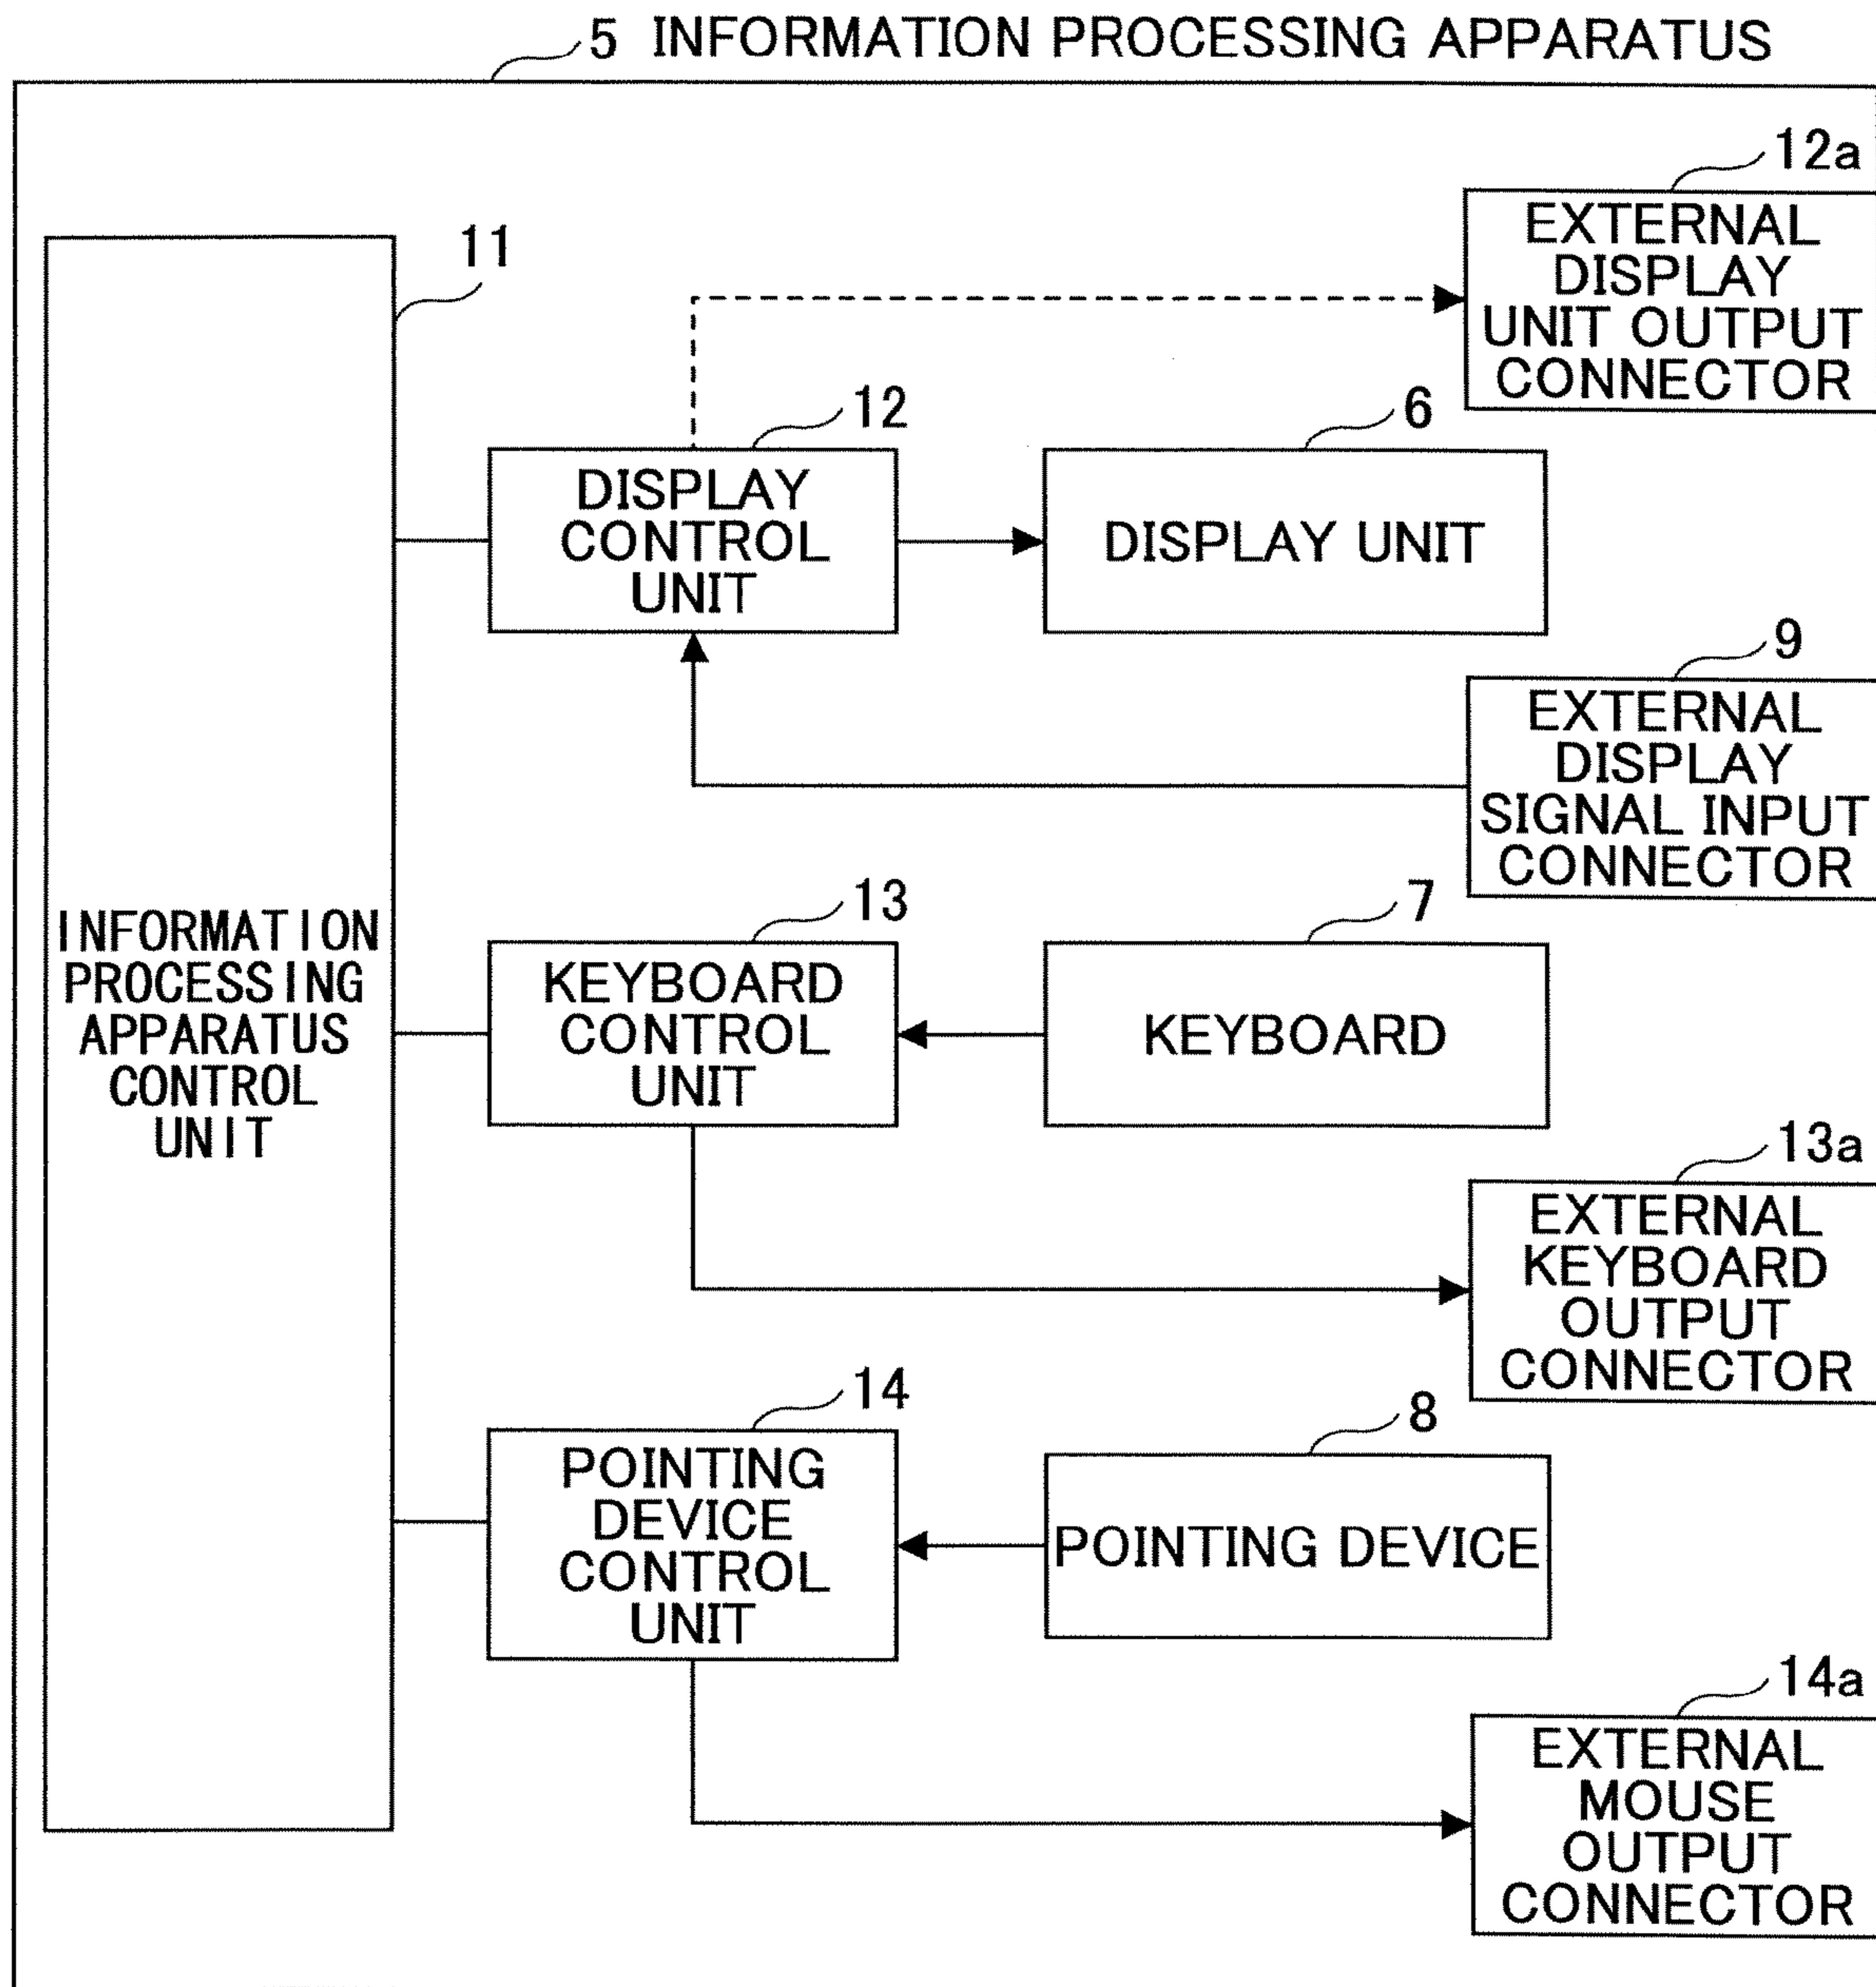 5 INFORMATION PROCESSING APPARATUS
12a
EXTERNAL
DISPLAY
UNIT OUTPUT
CONNECTOR
11
INFORMATION
PROCESSING
APPARATUS
CONTROL
UNIT
12
DISPLAY
CONTROL
UNIT
6
DISPLAY UNIT
9
EXTERNAL
DISPLAY
SIGNAL INPUT
CONNECTOR
13
KEYBOARD
CONTROL
UNIT
7
KEYBOARD
13a
EXTERNAL
KEYBOARD
OUTPUT
CONNECTOR
14
POINTING
DEVICE
CONTROL
UNIT
8
POINTING DEVICE
14a
EXTERNAL
MOUSE
OUTPUT
CONNECTOR